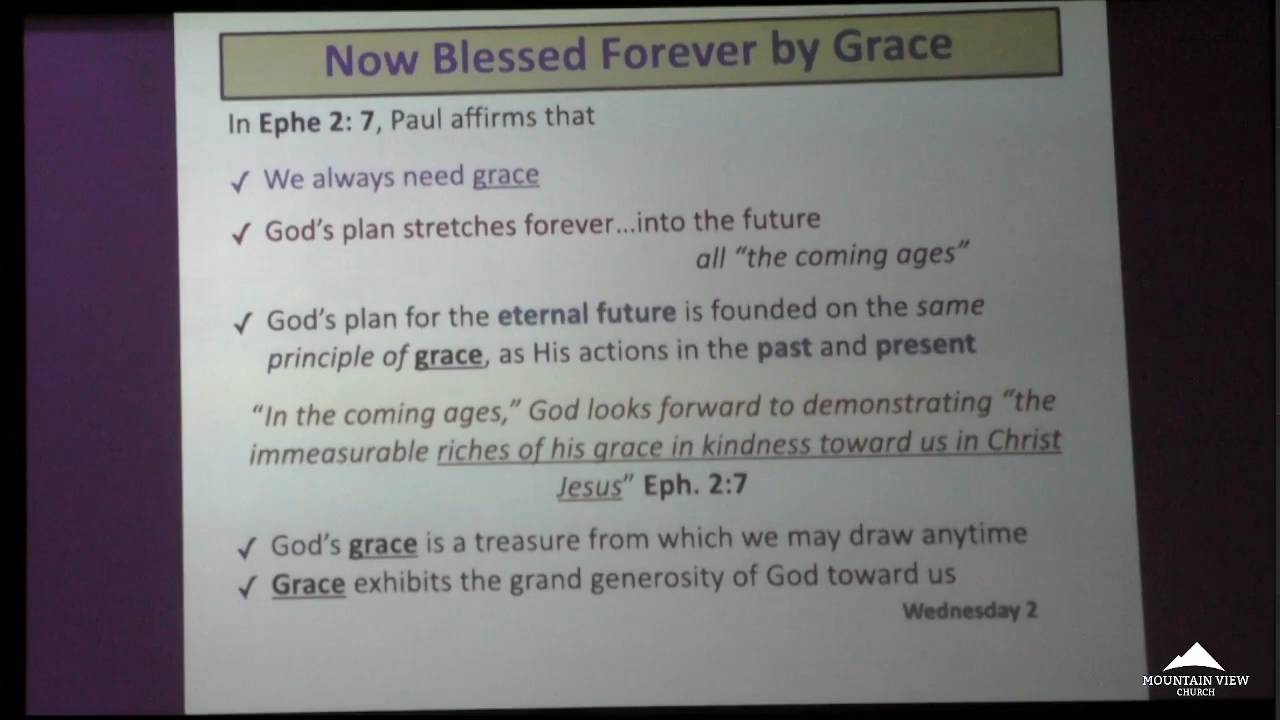 Now Blessed Forever by Grace
In Ephe 2: 7, Paul affirms that
✓ We always need grace
✓ God's plan stretches forever...into the future
all “the coming ages”
✓ God's plan for the eternal future is founded on the same
principle of grace, as His actions in the past and present
“In the coming ages,” God looks forward to demonstrating “the
immeasurable riches of his grace in kindness toward us in Christ
Jesus” Eph. 2:7
✓ God's grace is a treasure from which we may draw anytime
✓ Grace exhibits the grand generosity of God toward us
Wednesday 2
MOUNTAIN VIEW
CHURCH